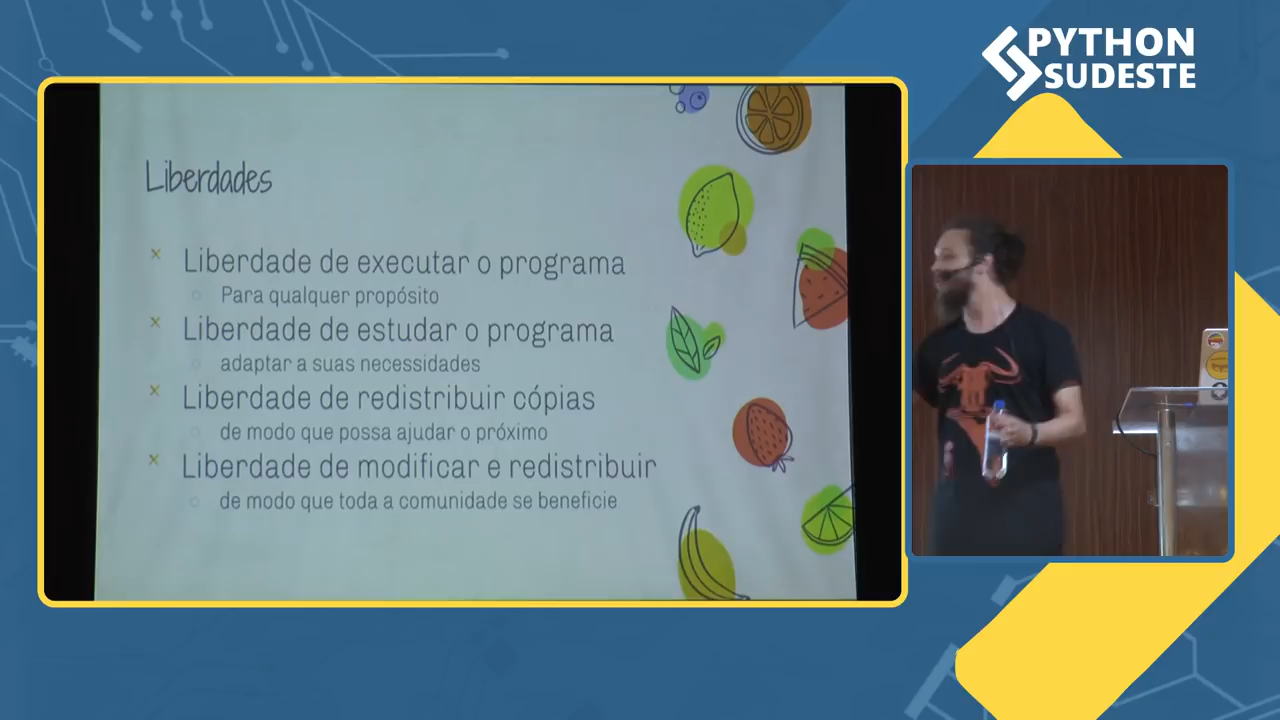 PYTHON
SUDESTE
Liberdades
Liberdade de executar o programa
Para qualquer propósito
Liberdade de estudar o programa
adaptar a suas necessidades
Liberdade de redistribuir cópias
de modo que possa ajudar o próximo
Liberdade de modificar e redistribuir
de modo que toda a comunidade se beneficie